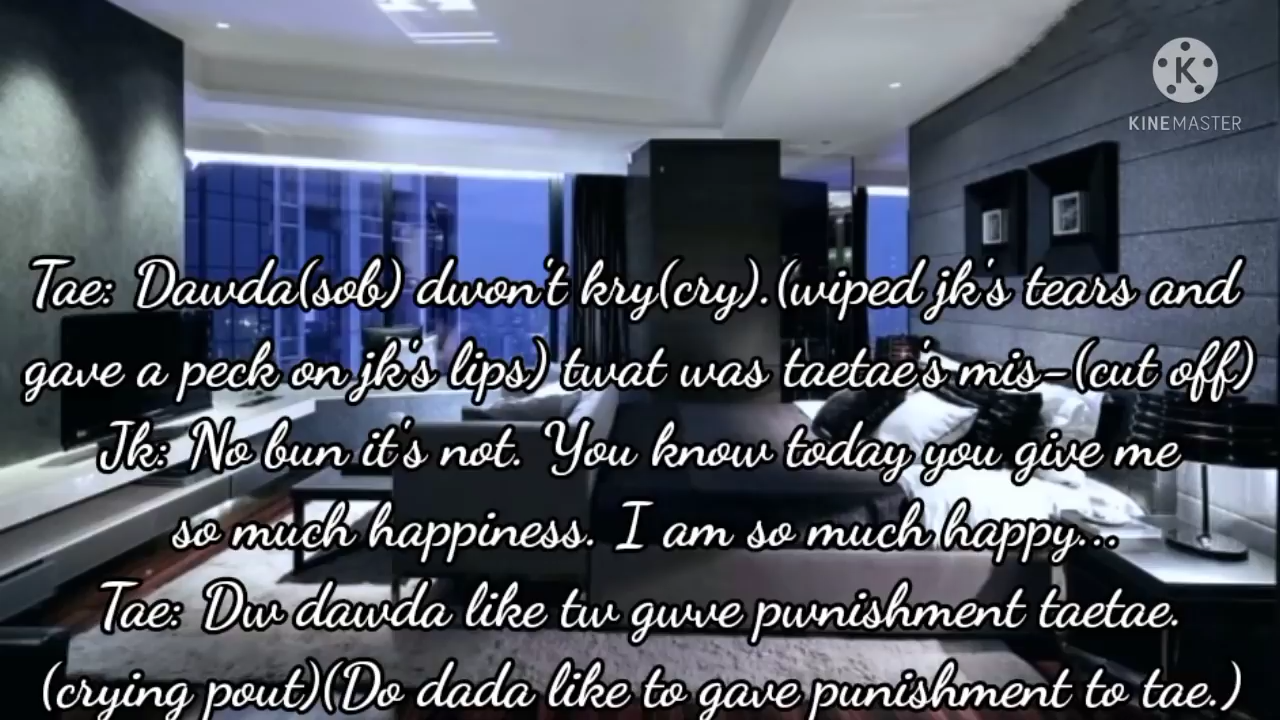 KINEMASTER
Tae: Dawda(sob) dwon't kry(cry).(wiped jk's tears and
gave a peck on jk's lips) twat was taetae's mis-(cut off)
Jk: No bun it's not. You know today you give me
so much happiness. I am so much happy...
Tae: Dw dawda like tw gwve pwnishment taetae.
(crying pout)(Do dada like to gave punishment to tae.)